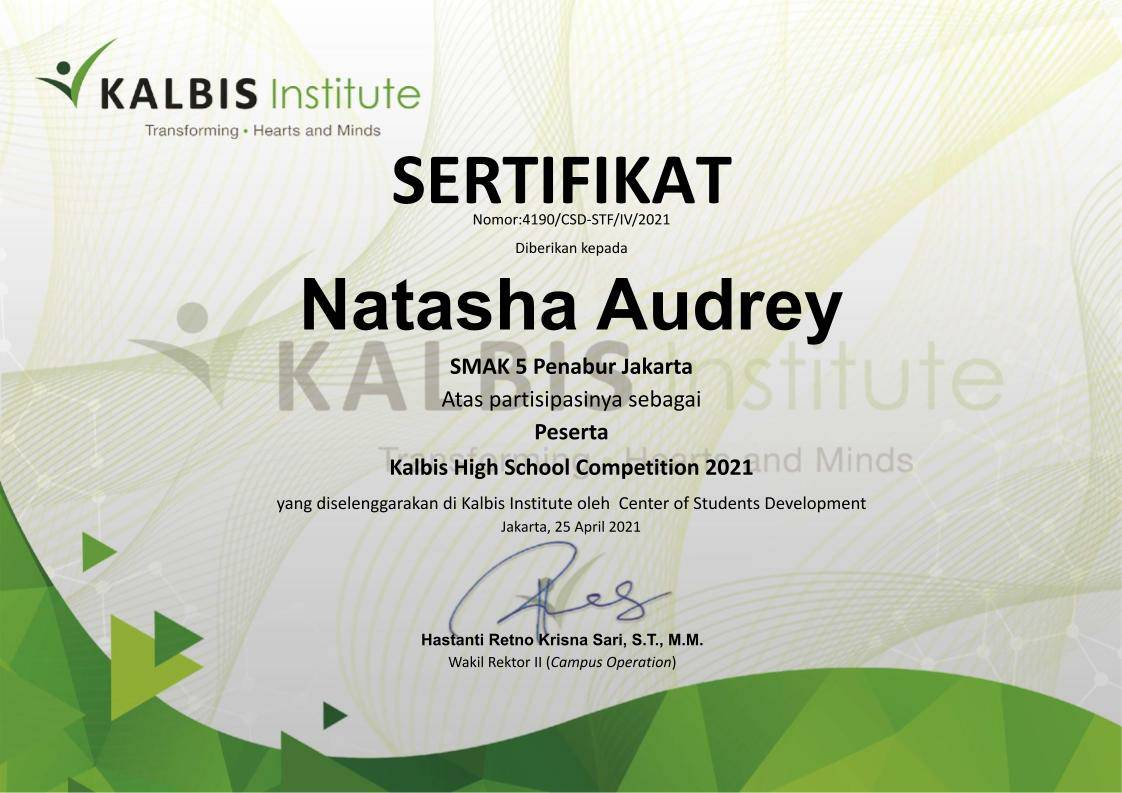 KALBIS Institute
Transforming • Hearts and Minds
SERTIFIKAT
Nomor:4190/CSD-STF/IV/2021
Diberikan kepada
Natasha Audrey
KALBIS Institute
SMAK 5 Penabur Jakarta
Atas partisipasinya sebagai
Peserta
Transforming • Hearts and Minds
Kalbis High School Competition 2021
yang diselenggarakan di Kalbis Institute oleh  Center of Students Development
Jakarta, 25 April 2021
Hastanti Retno Krisna Sari, S.T., M.M.
Wakil Rektor II (Campus Operation)